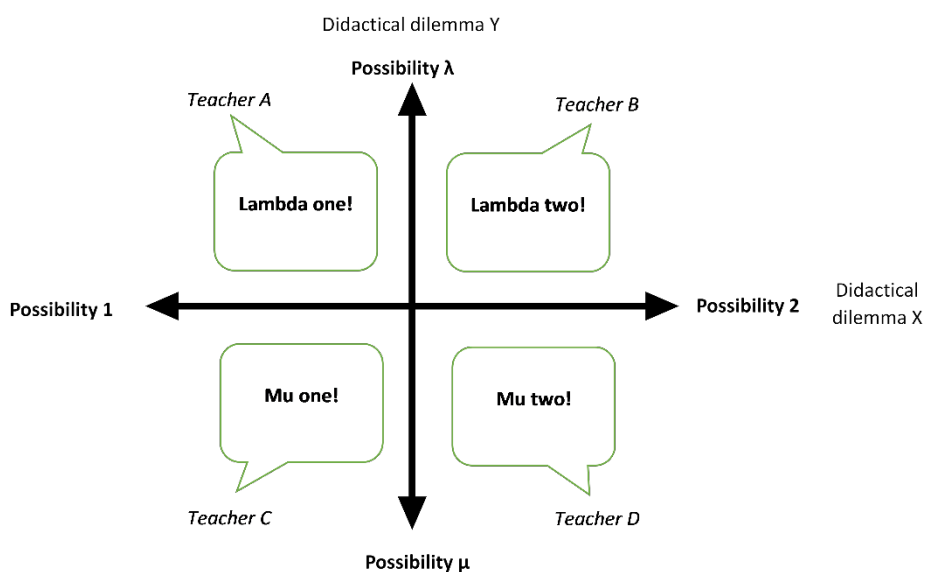 Didactical dilemma Y
Possibility λ
Teacher A
Teacher B
Lambda one!
Lambda two!
Possibility 1
Possibility 2
Didactical
dilemma X
Mu one!
Mu two!
Teacher C
Teacher D
Possibility μ